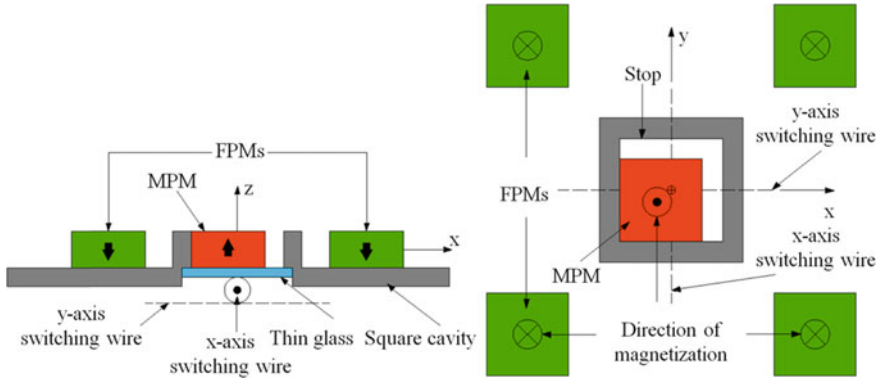 FPMs
MPM
z
x
y-axis
switching wire
x-axis
switching wire
Thin glass
Square cavity
y
Stop
y-axis
switching wire
FPMs
x
x-axis
switching wire
MPM
Direction of
magnetization